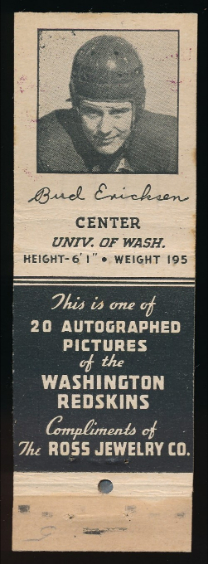 Bud Ericksen
CENTER
UNIV. OF WASH.
HEIGHT-6'1" • WEIGHT 195
This is one of
20 AUTOGRAPHED
PICTURES
of the
WASHINGTON
REDSKINS
Compliments of
The ROSS JEWELRY CO.